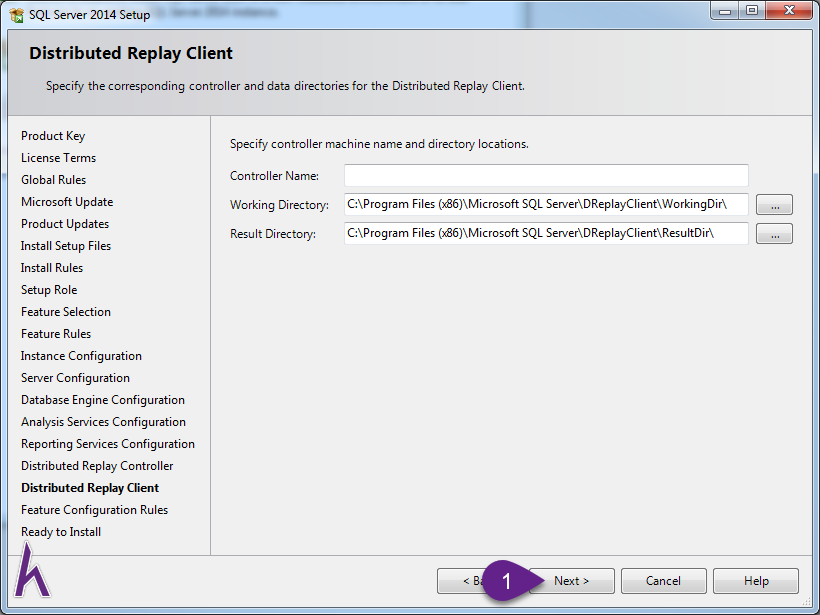 SQL Server 2014 Setup
Distributed Replay Client
Specify the corresponding controller and data directories for the Distributed Replay Client.
Product Key
License Terms
Global Rules
Microsoft Update
Product Updates
Install Setup Files
Install Rules
Setup Role
Feature Selection
Feature Rules
Instance Configuration
Server Configuration
Database Engine Configuration
Analysis Services Configuration
Reporting Services Configuration
Distributed Replay Controller
Distributed Replay Client
Feature Configuration Rules
Ready to Install
Specify controller machine name and directory locations.
Controller Name:
Working Directory: C:\Program Files (x86)\Microsoft SQL Server\DReplayClient\WorkingDir\ ...
Result Directory: C:\Program Files (x86)\Microsoft SQL Server\DReplayClient\ResultDir\ ...
< Ba 1 Next > Cancel Help
h